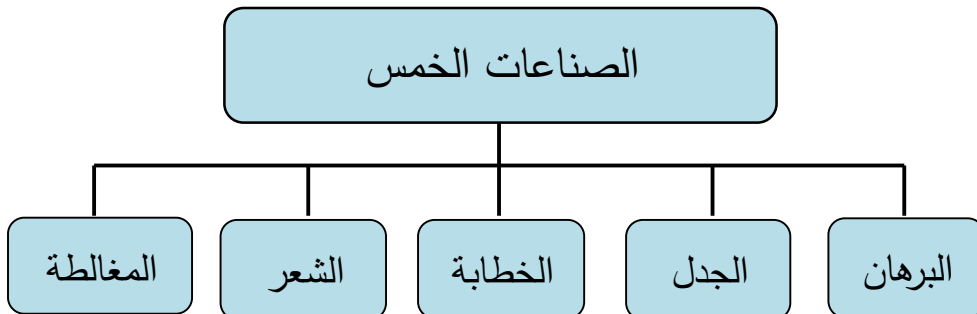 الصناعات الخمس
البرهان
الجدل
الخطابة
الشعر
المغالطة